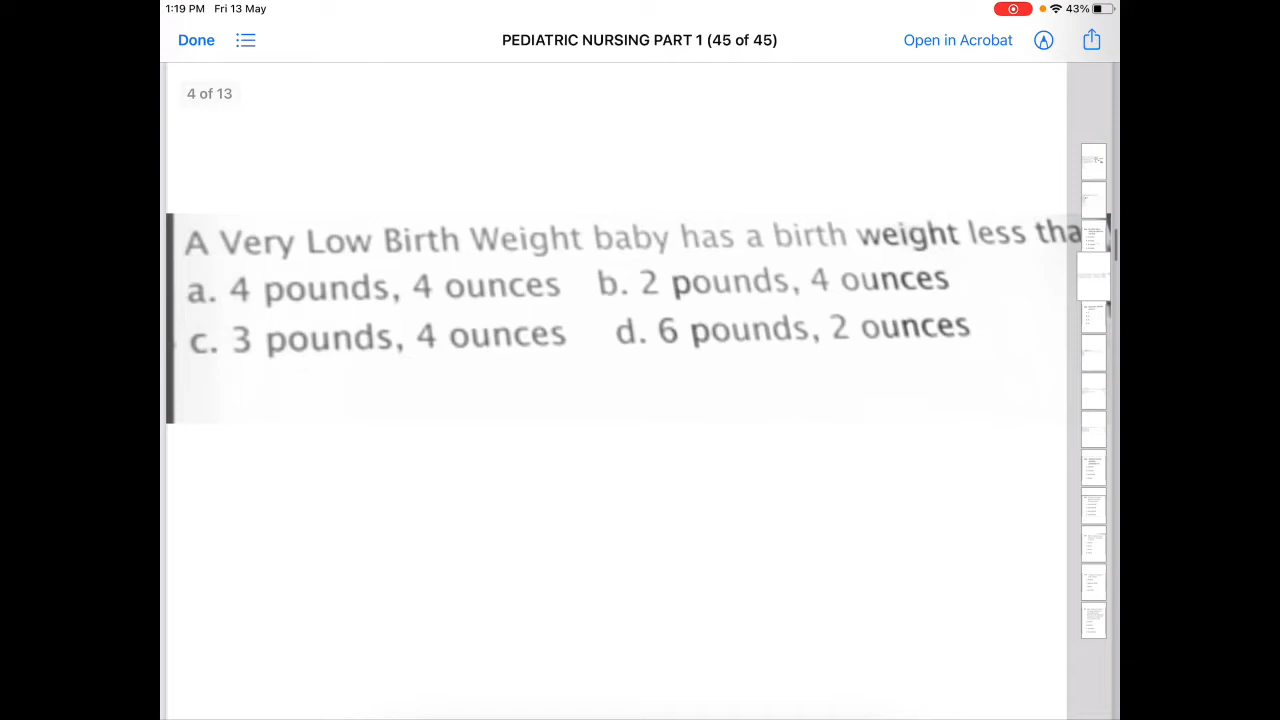 1:19 PM Fri 13 May
43%
Done
PEDIATRIC NURSING PART 1 (45 of 45)
Open in Acrobat
4 of 13
A Very Low Birth Weight baby has a birth weight less tha
a. 4 pounds, 4 ounces b. 2 pounds, 4 ounces
c. 3 pounds, 4 ounces d. 6 pounds, 2 ounces